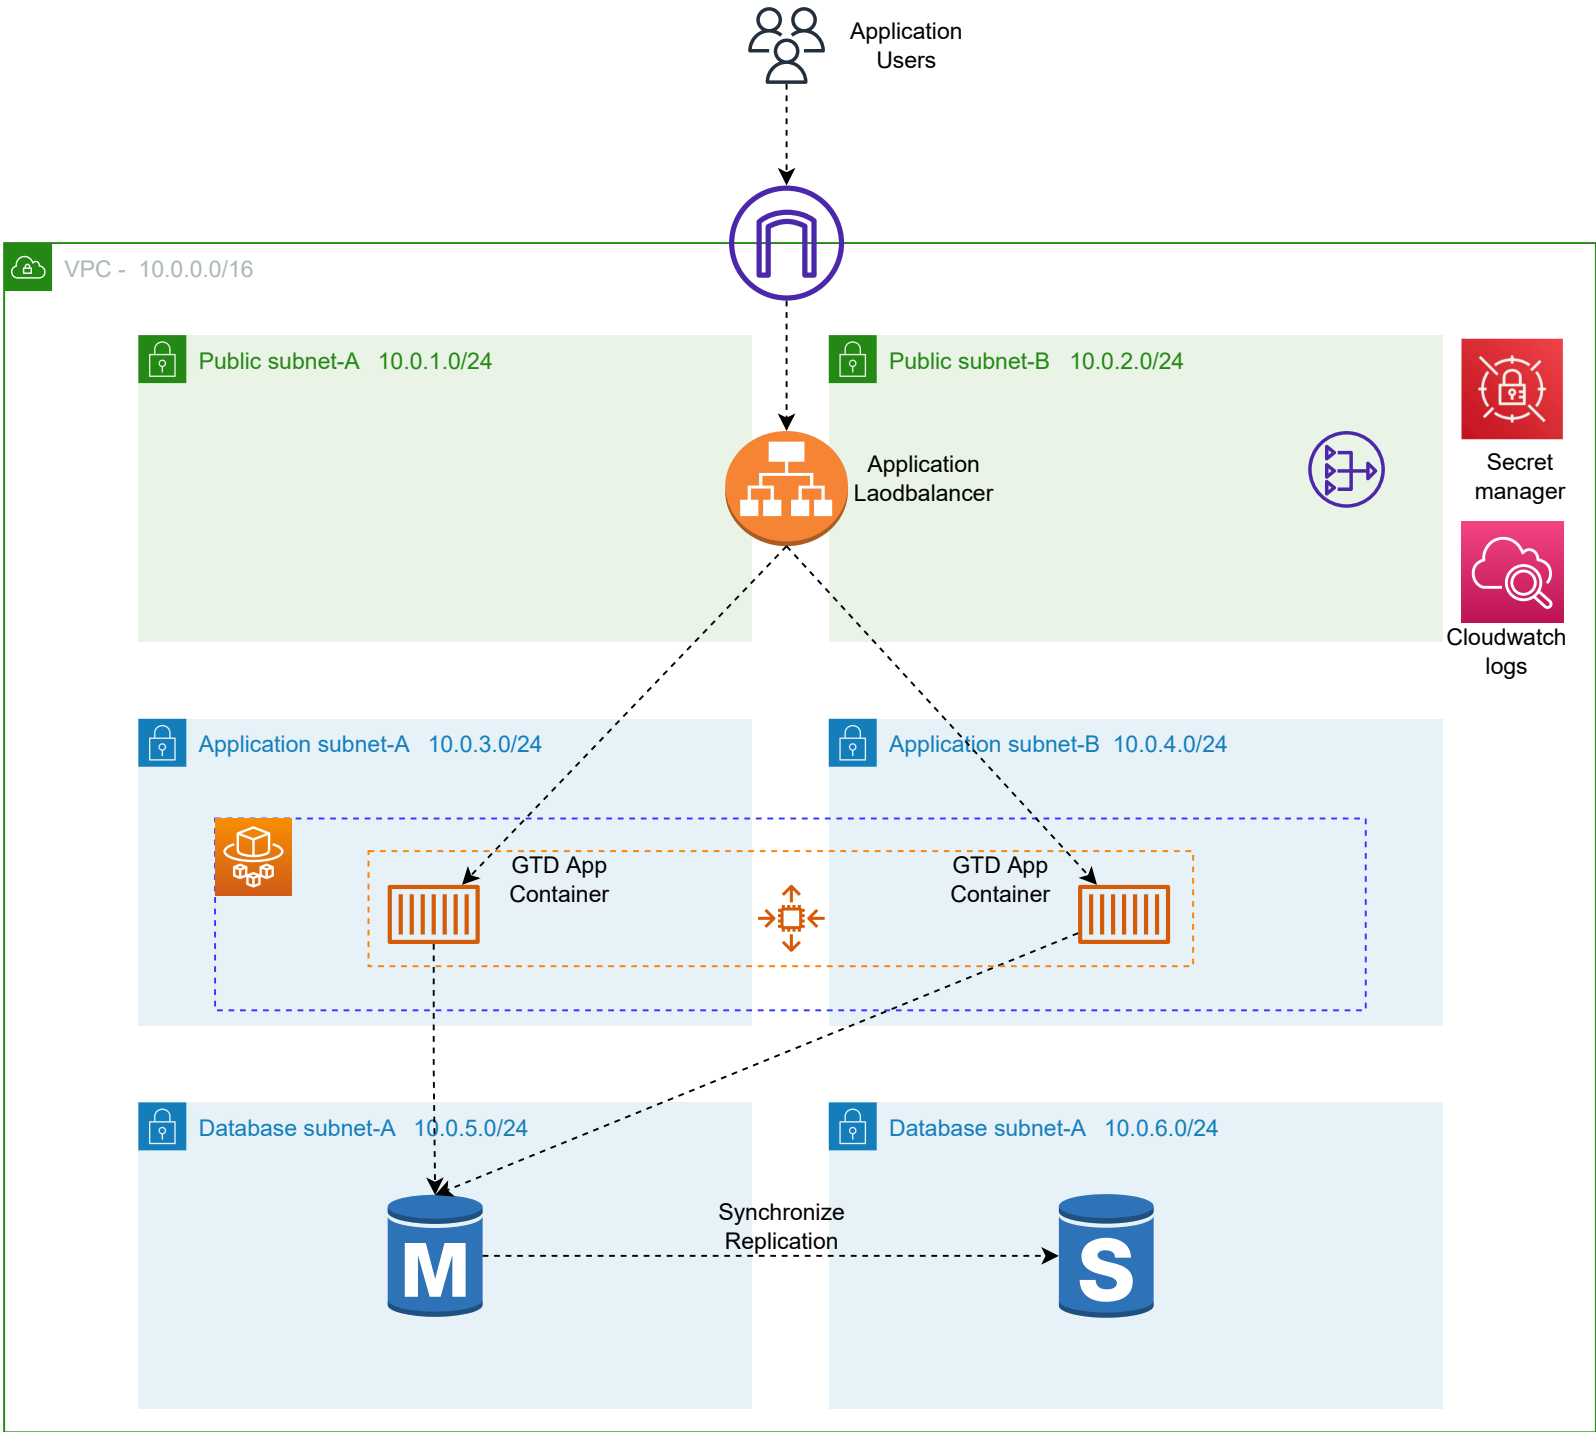 Application
Users
VPC -  10.0.0.0/16
Public subnet-A   10.0.1.0/24
Public subnet-B   10.0.2.0/24
Application
Laodbalancer
Secret
manager
Cloudwatch
logs
Application subnet-A   10.0.3.0/24
Application subnet-B  10.0.4.0/24
GTD App
Container
GTD App
Container
Database subnet-A   10.0.5.0/24
Database subnet-A   10.0.6.0/24
Synchronize
Replication
M
S